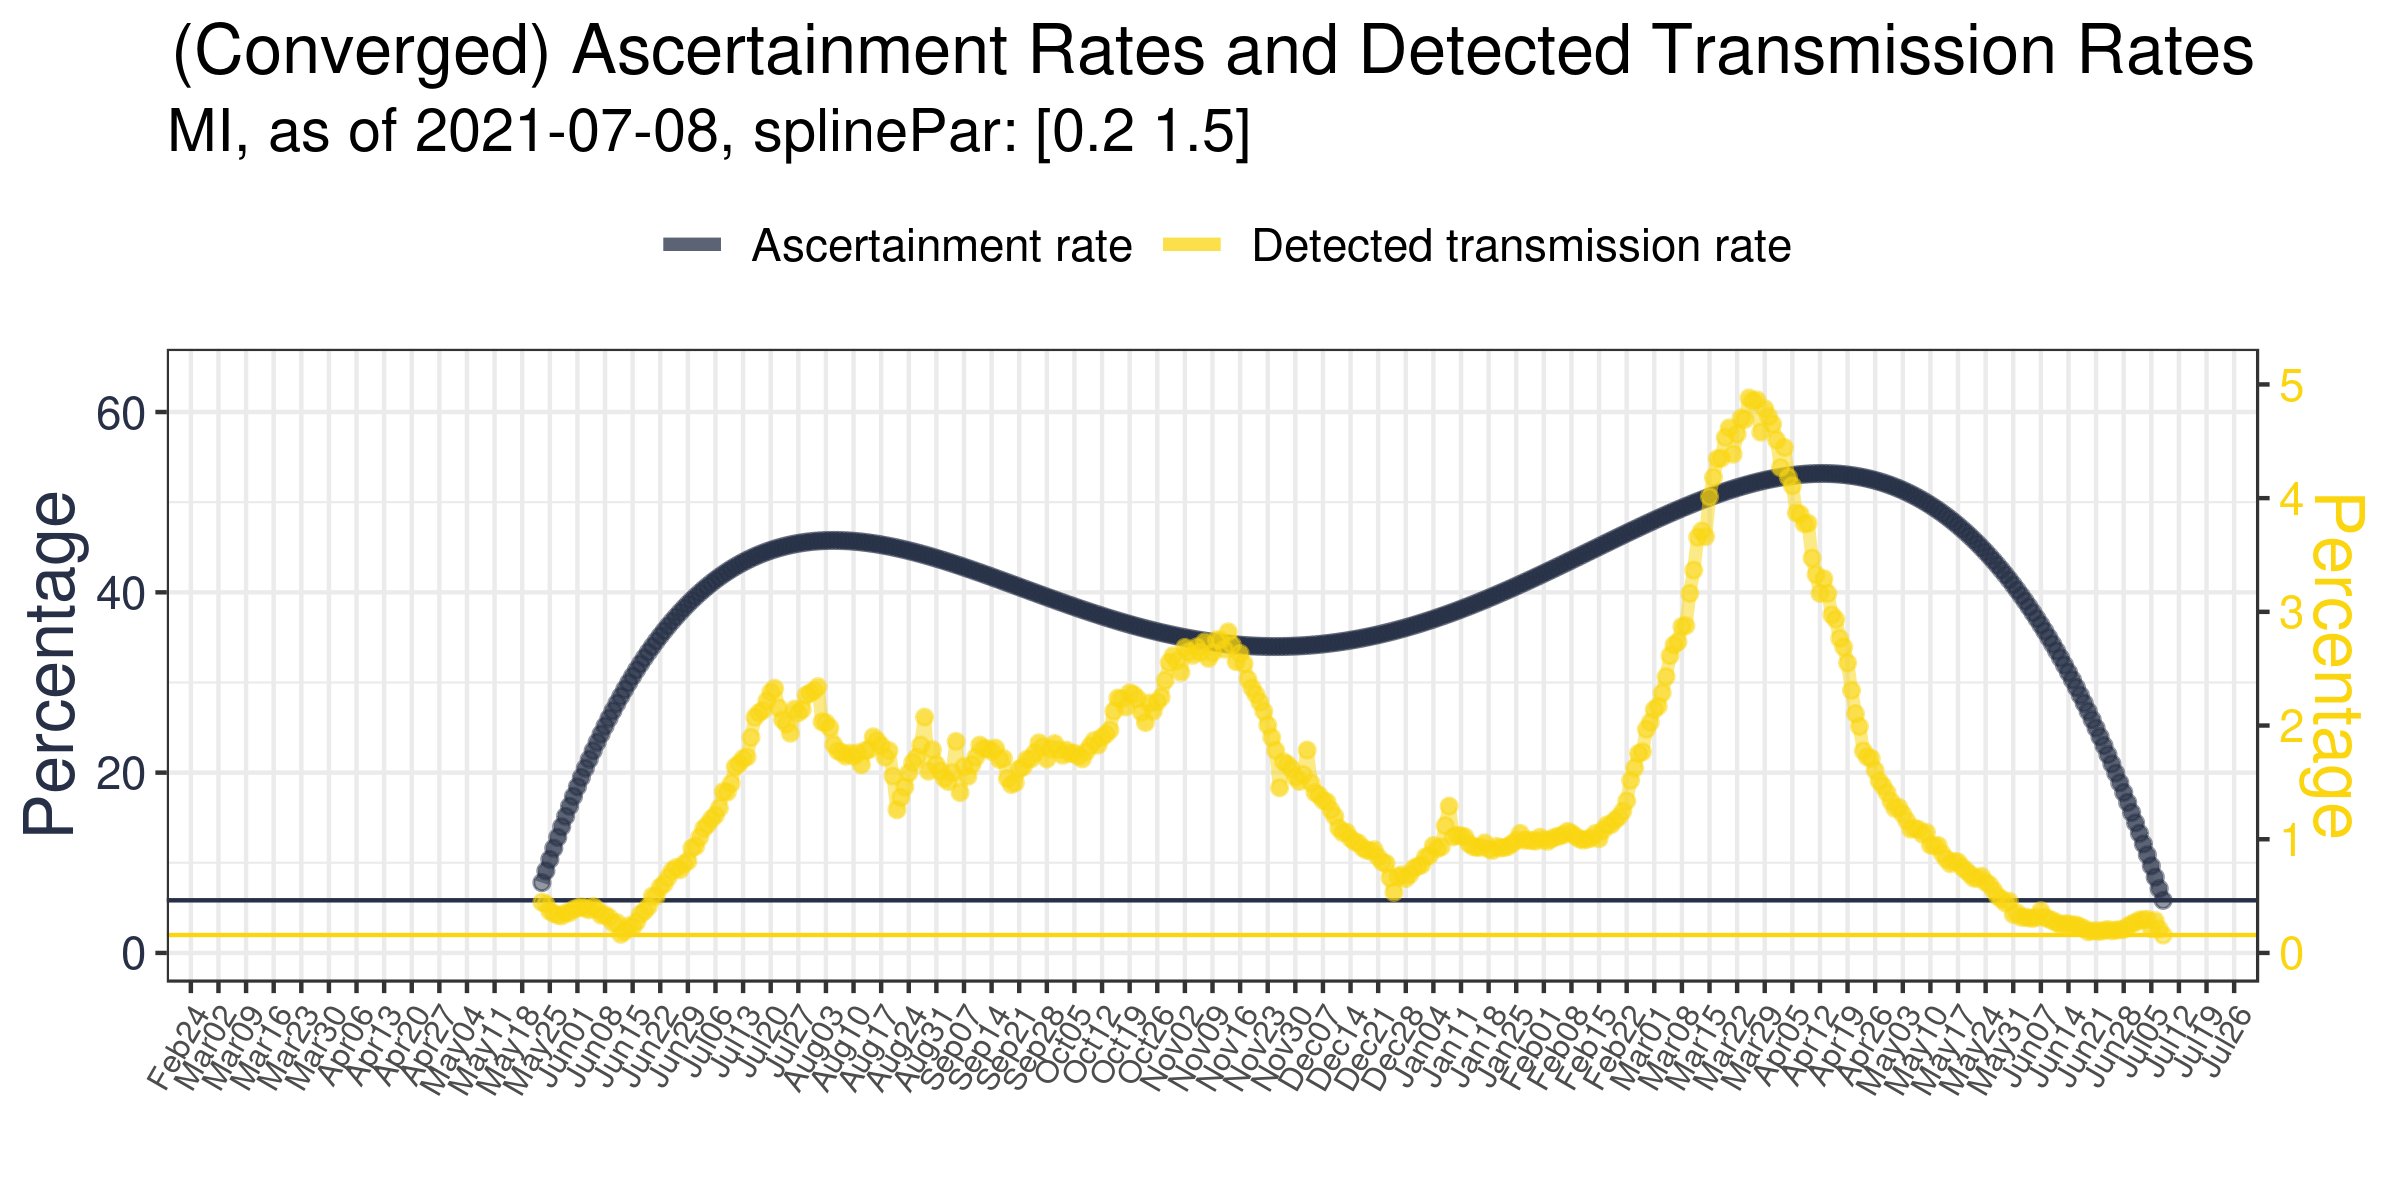 (Converged) Ascertainment Rates and Detected Transmission Rates
MI, as of 2021-07-08, splinePar: [0.2 1.5]
Ascertainment rate
Detected transmission rate
Percentage
60
40
20
0
5
4
3
2
1
0
Percentage
Feb24
Mar02
Mar09
Mar16
Mar23
Mar30
Apr06
Apr13
Apr20
Apr27
May04
May11
May18
May25
Jun01
Jun08
Jun15
Jun22
Jun29
Jul06
Jul13
Jul20
Jul27
Aug03
Aug10
Aug17
Aug24
Aug31
Sep07
Sep14
Sep21
Sep28
Oct05
Oct12
Oct19
Oct26
Nov02
Nov09
Nov16
Nov23
Nov30
Dec07
Dec14
Dec21
Dec28
Jan04
Jan11
Jan18
Jan25
Feb01
Feb08
Feb15
Feb22
Mar01
Mar08
Mar15
Mar22
Mar29
Apr05
Apr12
Apr19
Apr26
May03
May10
May17
May24
May31
Jun07
Jun14
Jun21
Jun28
Jul05
Jul12
Jul19
Jul26